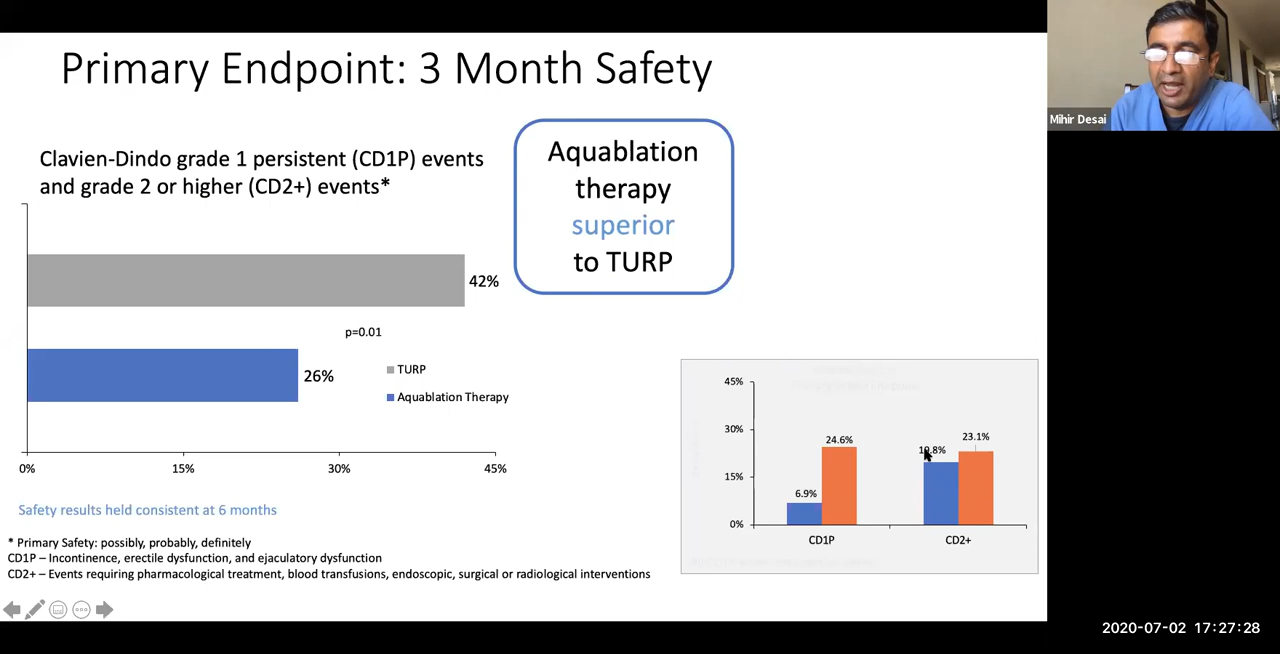 Primary Endpoint: 3 Month Safety
Mihir Desai
Clavien-Dindo grade 1 persistent (CD1P) events
and grade 2 or higher (CD2+) events*
Aquablation
therapy
superior
to TURP
42%
p=0.01
26%
TURP
Aquablation Therapy
0%
15%
30%
45%
45%
30%
15%
0%
6.9%
24.6%
23.1%
CD1P
CD2+
Safety results held consistent at 6 months
* Primary Safety: possibly, probably, definitely
CD1P – Incontinence, erectile dysfunction, and ejaculatory dysfunction
CD2+ – Events requiring pharmacological treatment, blood transfusions, endoscopic, surgical or radiological interventions
2020-07-02 17:27:28